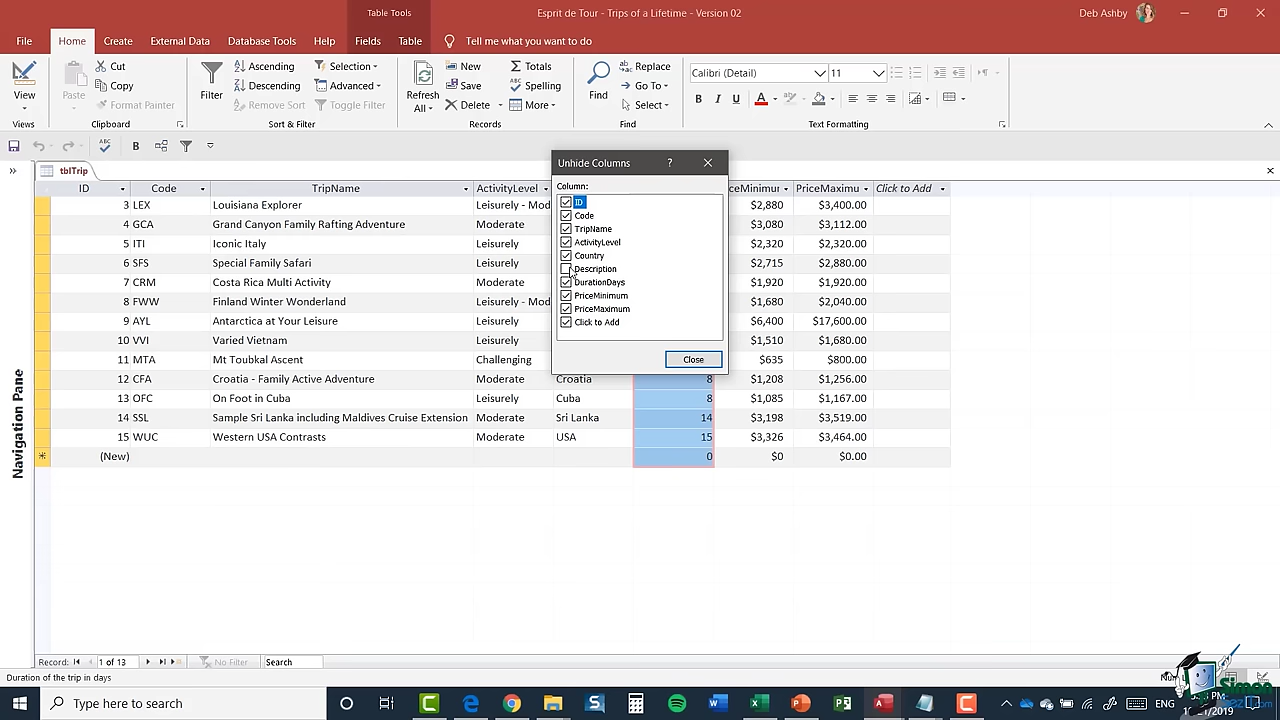 Table Tools
Esprit de Tour - Trips of a Lifetime - Version 02
Deb Ashby
File Home Create External Data Database Tools Help Fields Table Tell me what you want to do
View
Views
Paste
Cut
Copy
Format Painter
Clipboard
Filter
Ascending
Descending
Remove Sort
Selection
Advanced
Toggle Filter
Sort & Filter
Refresh All
New
Save
Delete
Totals
Spelling
More
Records
Find
Replace
Go To
Select
Find
Calibri (Detail) 11
B I U A
Text Formatting
ABC B
tblTrip
ID Code TripName ActivityLevel PriceMaximu Click to Add
3 LEX Louisiana Explorer Leisurely - Mod $2,880 $3,400.00
4 GCA Grand Canyon Family Rafting Adventure Moderate $3,080 $3,112.00
5 ITI Iconic Italy Leisurely $2,320 $2,320.00
6 SFS Special Family Safari Leisurely $2,715 $2,880.00
7 CRM Costa Rica Multi Activity Moderate $1,920 $1,920.00
8 FWW Finland Winter Wonderland Leisurely - Mod $1,680 $2,040.00
9 AYL Antarctica at Your Leisure Leisurely $6,400 $17,600.00
10 VVI Varied Vietnam Leisurely $1,510 $1,680.00
11 MTA Mt Toubkal Ascent Challenging $635 $800.00
12 CFA Croatia - Family Active Adventure Moderate Croatia 8 $1,208 $1,256.00
13 OFC On Foot in Cuba Leisurely Cuba 8 $1,085 $1,167.00
14 SSL Sample Sri Lanka including Maldives Cruise Extension Moderate Sri Lanka 14 $3,198 $3,519.00
15 WUC Western USA Contrasts Moderate USA 15 $3,326 $3,464.00
(New) 0 $0 $0.00
Unhide Columns ?
Column:
ID
Code
TripName
ActivityLevel
Country
Description
DurationDays
PriceMinimum
PriceMaximum
Click to Add
Close
Navigation Pane
Record: 1 of 13 No Filter Search
Duration of the trip in days
Type here to search
ENG